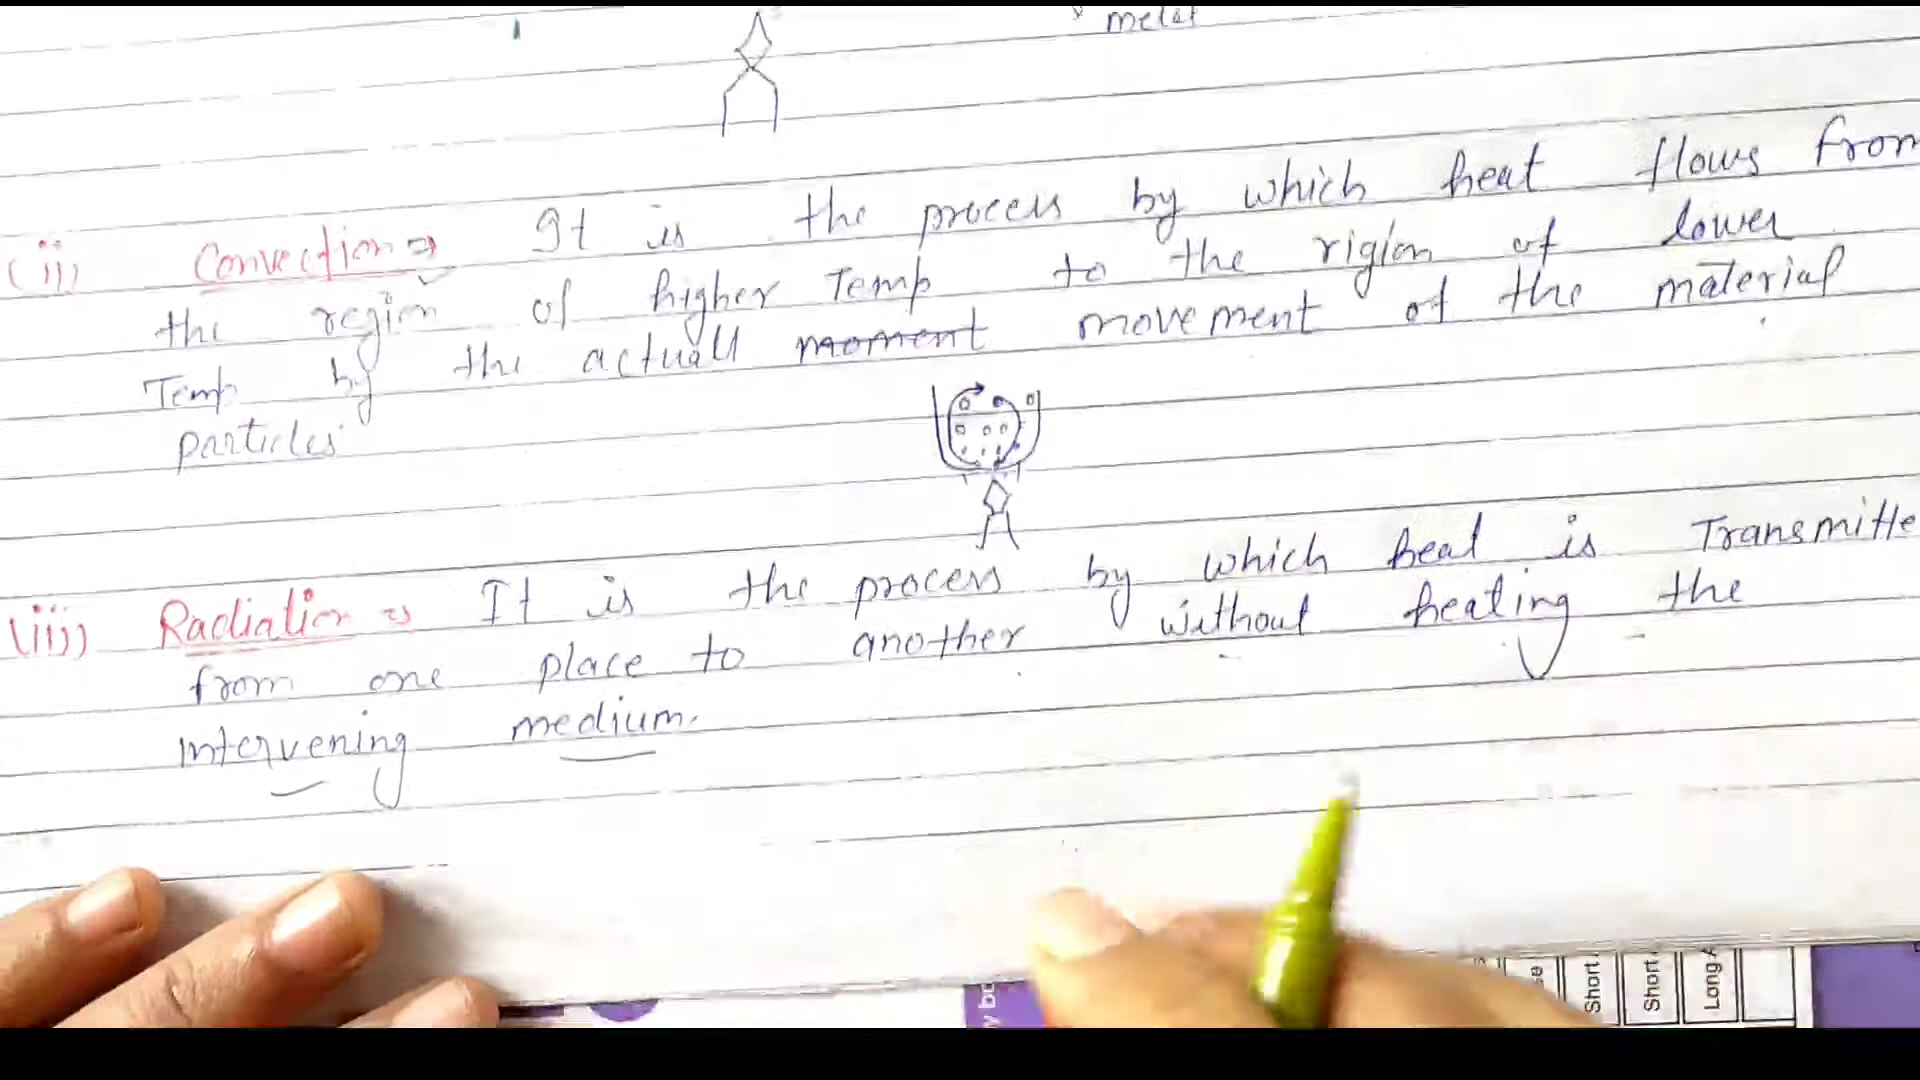 metal
(ii) Convection ⇒ It is the process by which heat flows from
the region of higher Temp to the rigion of lower
Temp by the actuall moment movement of the material
particles
(iii) Radiation ⇒ It is the process by which heat is Transmitte
from one place to another without heating the
intervening medium.
Short
Short
Long A